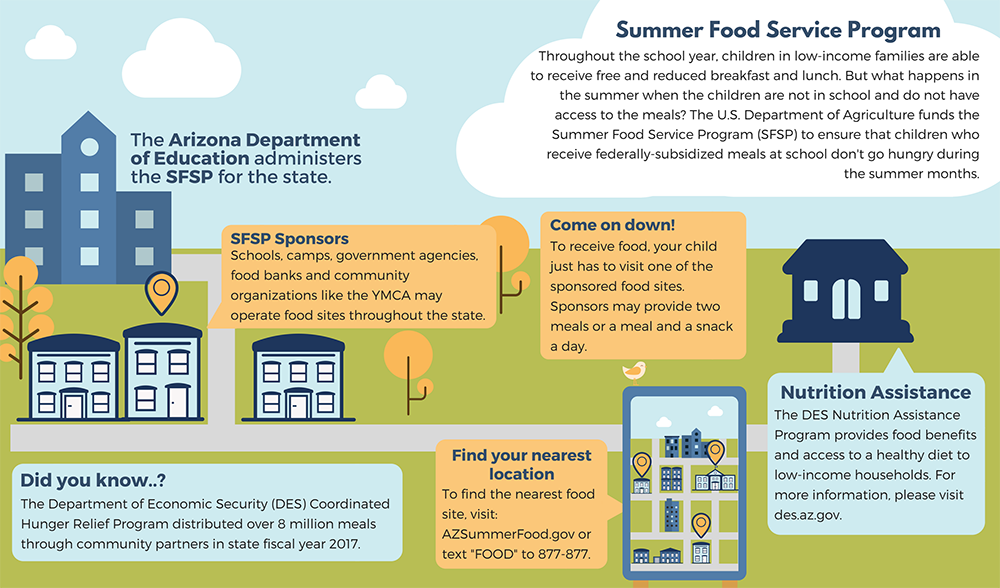 Summer Food Service Program
Throughout the school year, children in low-income families are able
to receive free and reduced breakfast and lunch. But what happens in
the summer when the children are not in school and do not have
access to the meals? The U.S. Department of Agriculture funds the
Summer Food Service Program (SFSP) to ensure that children who
receive federally-subsidized meals at school don't go hungry during
the summer months.
The Arizona Department
of Education administers
the SFSP for the state.
SFSP Sponsors
Schools, camps, government agencies,
food banks and community
organizations like the YMCA may
operate food sites throughout the state.
Come on down!
To receive food, your child
just has to visit one of the
sponsored food sites.
Sponsors may provide two
meals or a meal and a snack
a day.
Nutrition Assistance
The DES Nutrition Assistance
Program provides food benefits
and access to a healthy diet to
low-income households. For
more information, please visit
des.az.gov.
Find your nearest
location
To find the nearest food
site, visit:
AZSummerFood.gov or
text "FOOD" to 877-877.
Did you know..?
The Department of Economic Security (DES) Coordinated
Hunger Relief Program distributed over 8 million meals
through community partners in state fiscal year 2017.